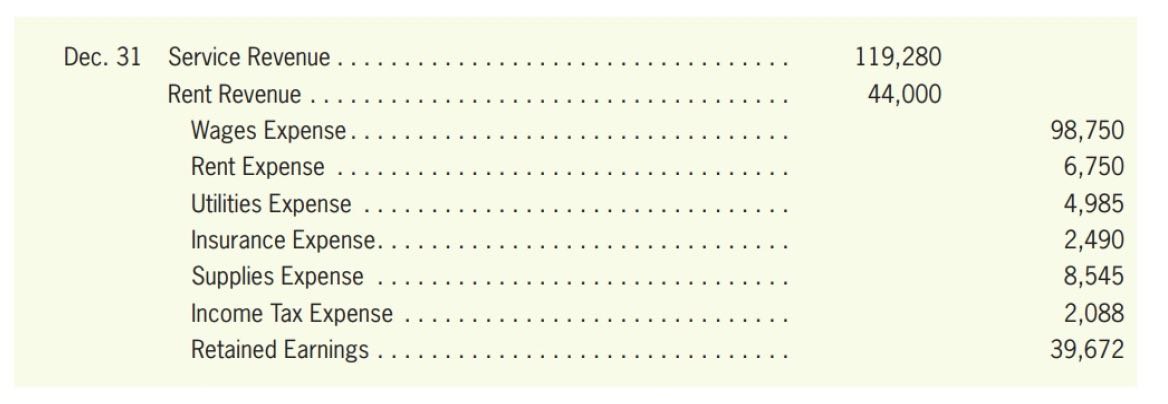 Dec. 31 Service Revenue . . . . . . . . . . . . . . . . . . . . . . . . . . . . . . . . . . 119,280
Rent Revenue . . . . . . . . . . . . . . . . . . . . . . . . . . . . . . . . . . . . 44,000
Wages Expense . . . . . . . . . . . . . . . . . . . . . . . . . . . . . . . . . 98,750
Rent Expense . . . . . . . . . . . . . . . . . . . . . . . . . . . . . . . . . . 6,750
Utilities Expense . . . . . . . . . . . . . . . . . . . . . . . . . . . . . . . . 4,985
Insurance Expense . . . . . . . . . . . . . . . . . . . . . . . . . . . . . . . 2,490
Supplies Expense . . . . . . . . . . . . . . . . . . . . . . . . . . . . . . . 8,545
Income Tax Expense . . . . . . . . . . . . . . . . . . . . . . . . . . . . . 2,088
Retained Earnings . . . . . . . . . . . . . . . . . . . . . . . . . . . . . . . 39,672